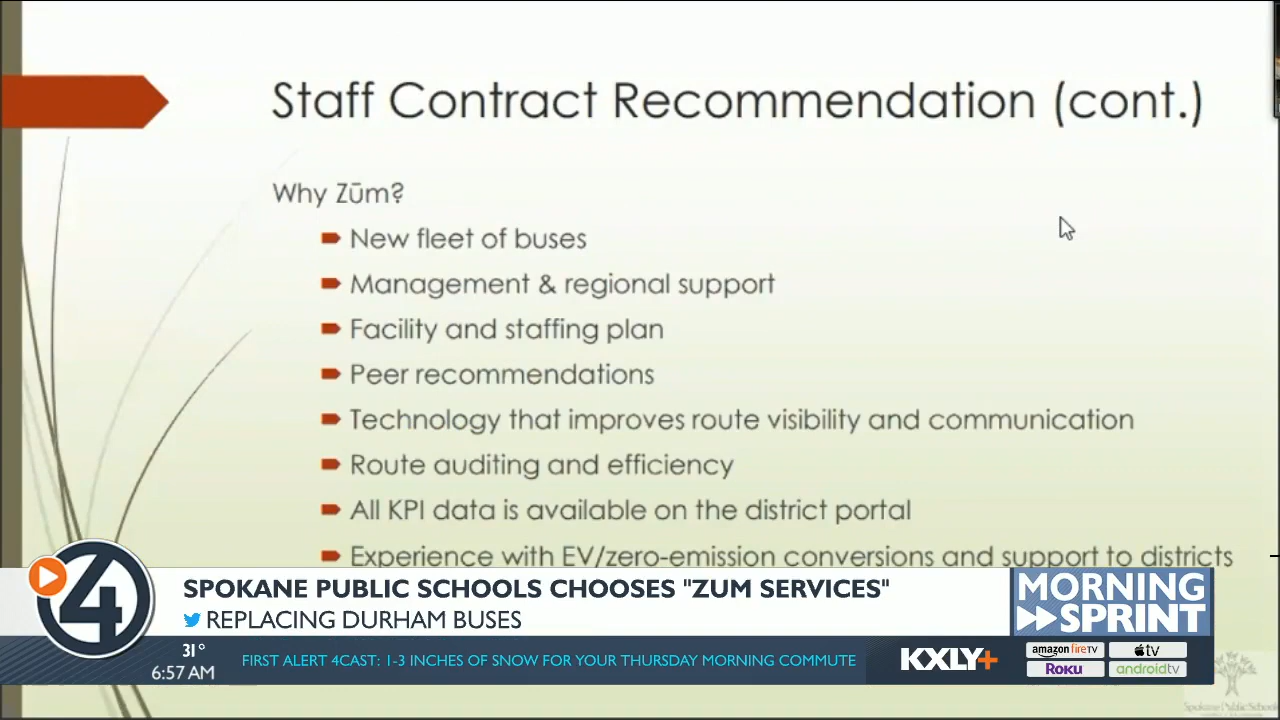 Staff Contract Recommendation (cont.)
Why Zūm?
New fleet of buses
Management & regional support
Facility and staffing plan
Peer recommendations
Technology that improves route visibility and communication
Route auditing and efficiency
All KPI data is available on the district portal
Experience with EV/zero-emission conversions and support to districts
4
SPOKANE PUBLIC SCHOOLS CHOOSES "ZUM SERVICES"
REPLACING DURHAM BUSES
MORNING
SPRINT
31°
6:57 AM
FIRST ALERT 4CAST: 1-3 INCHES OF SNOW FOR YOUR THURSDAY MORNING COMMUTE
KXLY+
amazon fireTV
tv
Roku
androidtv
Spokane Public Schools